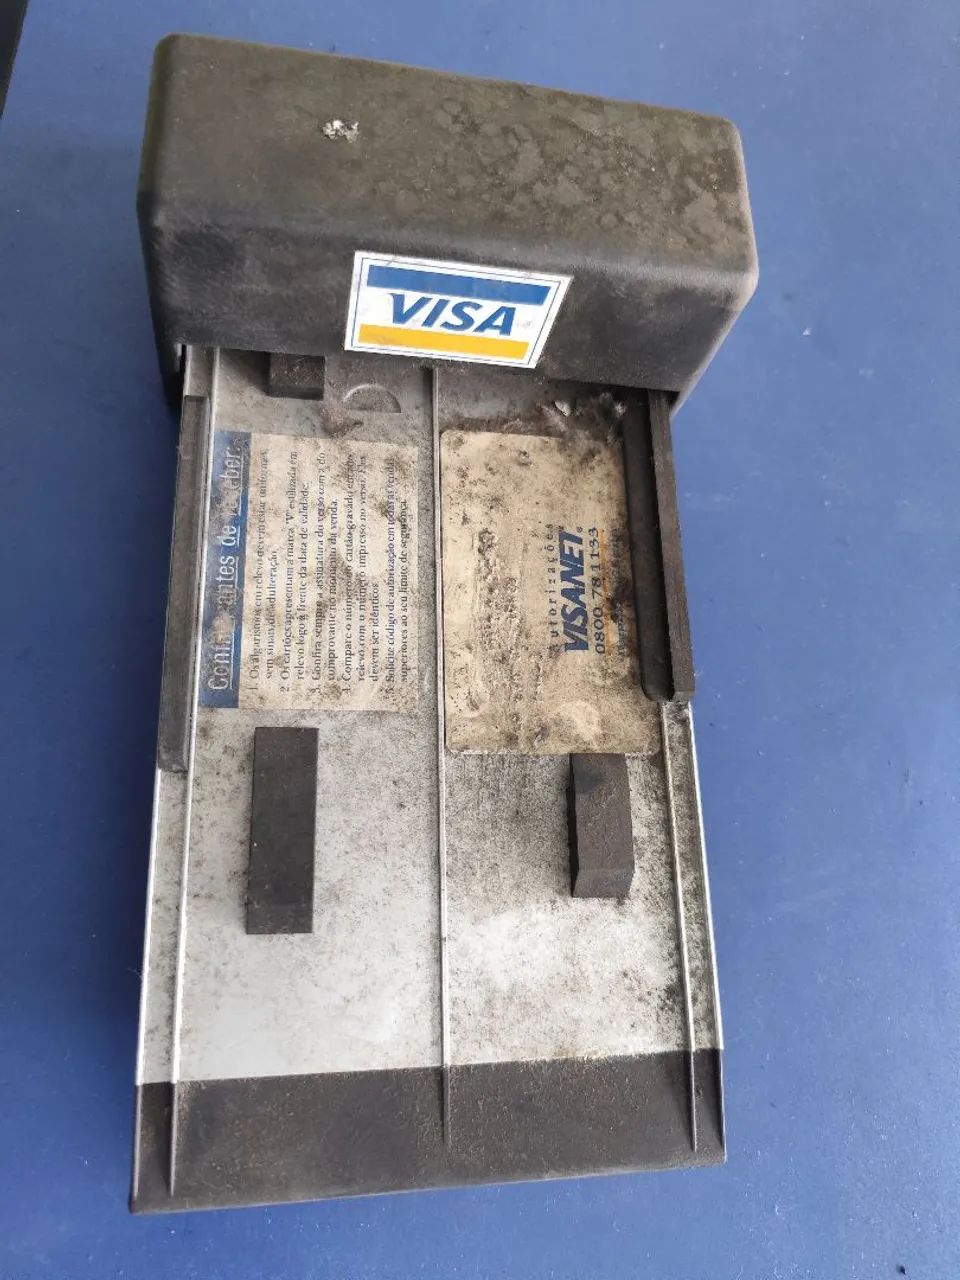 VISA
Confira antes de receber:
1. Os algarismos em relevo devem estar uniformes,
sem sinais de adulteração.
2. Os cartões apresentam a marca "V" estilizada em
relevo logo à frente da data de validade.
3. Confira sempre a assinatura do verso com a do
comprovante no momento da venda.
4. Compare o número do cartão gravado em
relevo com o número impresso no verso. Eles
devem ser idênticos.
5. Solicite código de autorização em todas as vendas
superiores ao seu limite de segurança.
Autorizações
VISANET
0800 781133